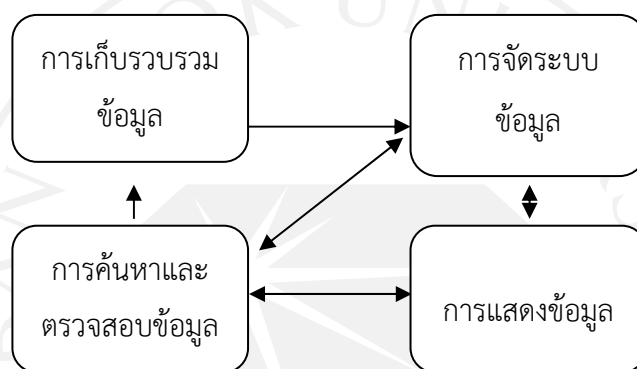 การเก็บรวบรวม
ข้อมูล
การจัดระบบ
ข้อมูล
การค้นหาและ
ตรวจสอบข้อมูล
การแสดงข้อมูล